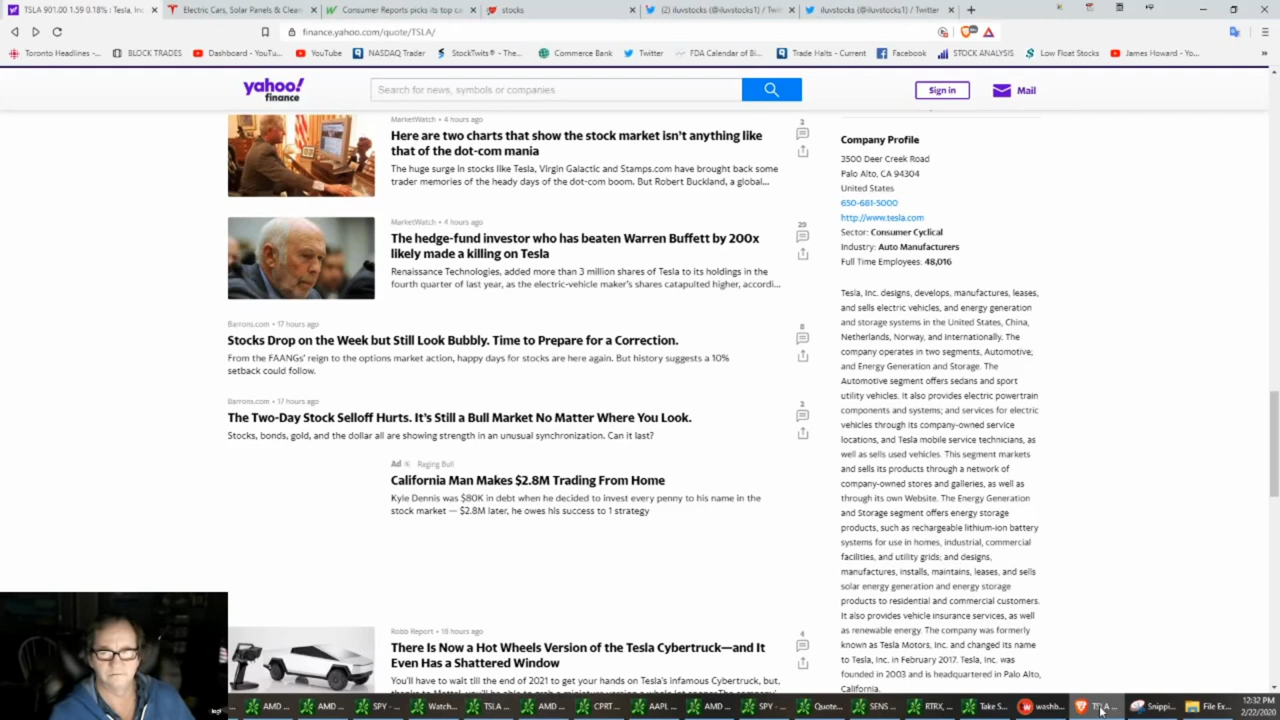 TSLA 901.00 1.59 0.18% : Tesla, Inc
Electric Cars, Solar Panels & Clean
Consumer Reports picks its top ca
stocks
(2) iluvstocks (@iluvstocks1) / Twitter
iluvstocks (@iluvstocks1) / Twitter
finance.yahoo.com/quote/TSLA/
Toronto Headlines -...
BLOCK TRADES
Dashboard - YouTu...
YouTube
NASDAQ Trader
StockTwits® - The...
Commerce Bank
Twitter
FDA Calendar of Bi...
Trade Halts - Current
Facebook
STOCK ANALYSIS
Low Float Stocks
James Howard - Yo...
yahoo!
finance
Search for news, symbols or companies
Sign in
Mail
MarketWatch • 4 hours ago
Here are two charts that show the stock market isn't anything like
that of the dot-com mania
The huge surge in stocks like Tesla, Virgin Galactic and Stamps.com have brought back some
trader memories of the heady days of the dot-com boom. But Robert Buckland, a global...
2
MarketWatch • 4 hours ago
The hedge-fund investor who has beaten Warren Buffett by 200x
likely made a killing on Tesla
Renaissance Technologies, added more than 3 million shares of Tesla to its holdings in the
fourth quarter of last year, as the electric-vehicle maker's shares catapulted higher, accordi...
29
Barrons.com • 17 hours ago
Stocks Drop on the Week but Still Look Bubbly. Time to Prepare for a Correction.
From the FAANGs' reign to the options market action, happy days for stocks are here again. But history suggests a 10%
setback could follow.
8
Barrons.com • 17 hours ago
The Two-Day Stock Selloff Hurts. It's Still a Bull Market No Matter Where You Look.
Stocks, bonds, gold, and the dollar all are showing strength in an unusual synchronization. Can it last?
Ad Raging Bull
California Man Makes $2.8M Trading From Home
Kyle Dennis was $80K in debt when he decided to invest every penny to his name in the
stock market — $2.8M later, he owes his success to 1 strategy
Robb Report • 18 hours ago
There Is Now a Hot Wheels Version of the Tesla Cybertruck—and It
Even Has a Shattered Window
You'll have to wait till the end of 2021 to get your hands on Tesla's infamous Cybertruck, but,
4
Company Profile
3500 Deer Creek Road
Palo Alto, CA 94304
United States
650-681-5000
http://www.tesla.com
Sector: Consumer Cyclical
Industry: Auto Manufacturers
Full Time Employees: 48,016
Tesla, Inc. designs, develops, manufactures, leases,
and sells electric vehicles, and energy generation
and storage systems in the United States, China,
Netherlands, Norway, and internationally. The
company operates in two segments, Automotive;
and Energy Generation and Storage. The
Automotive segment offers sedans and sport
utility vehicles. It also provides electric powertrain
components and systems; and services for electric
vehicles through its company-owned service
locations, and Tesla mobile service technicians, as
well as sells used vehicles. This segment markets
and sells its products through a network of
company-owned stores and galleries, as well as
through its own Website. The Energy Generation
and Storage segment offers energy storage
products, such as rechargeable lithium-ion battery
systems for use in homes, industrial, commercial
facilities, and utility grids; and designs,
manufactures, installs, maintains, leases, and sells
solar energy generation and energy storage
products to residential and commercial customers.
It also provides vehicle insurance services, as well
as renewable energy. The company was formerly
known as Tesla Motors, Inc. and changed its name
to Tesla, Inc. in February 2017. Tesla, Inc. was
founded in 2003 and is headquartered in Palo Alto,
California.
logi
AMD ...
AMD ...
SPY - ...
Watch...
TSLA ...
AMD ...
CPRT ...
AAPL ...
AMD ...
SPY - ...
Quote...
SENS ...
RTRX, ...
Take S...
washb...
TSLA ...
Snippi...
File Ex...
12:32 PM
2/22/2020